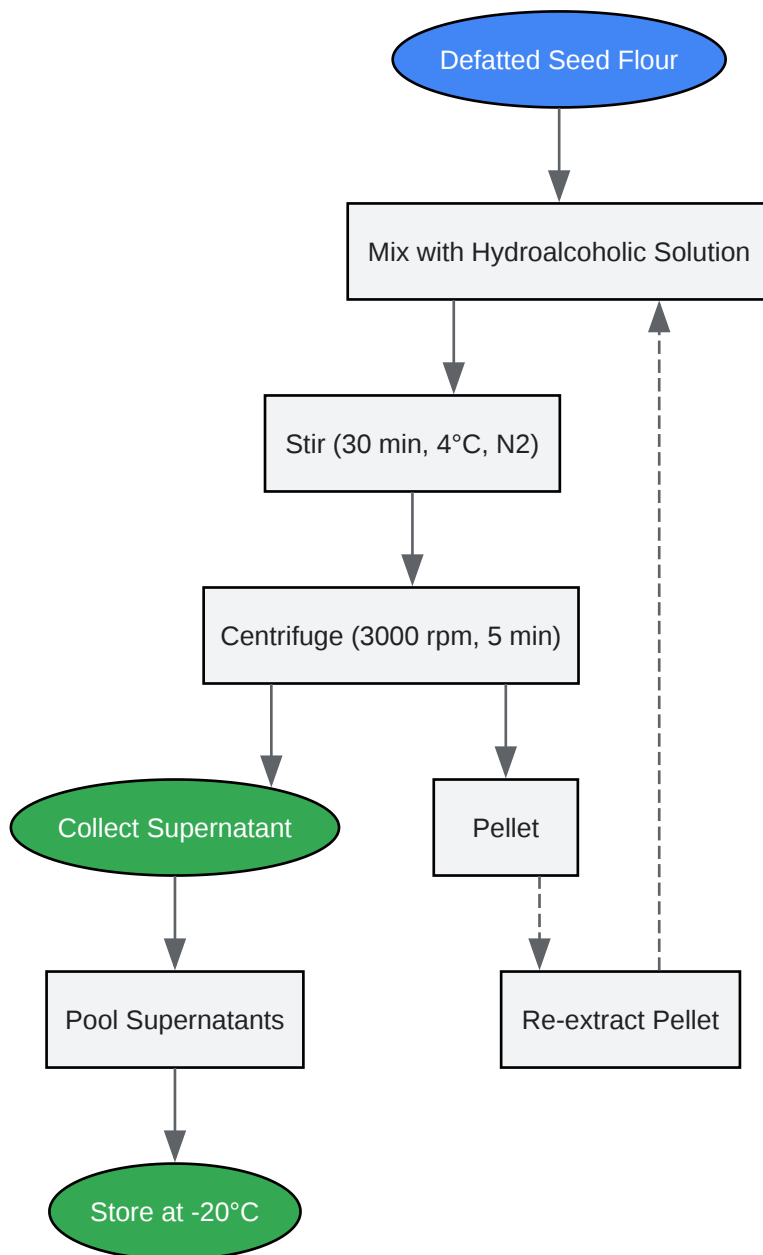 Defatted Seed Flour
Mix with Hydroalcoholic Solution
Stir (30 min, 4°C, N2)
Centrifuge (3000 rpm, 5 min)
Collect Supernatant
Pellet
Pool Supernatants
Re-extract Pellet
Store at -20°C